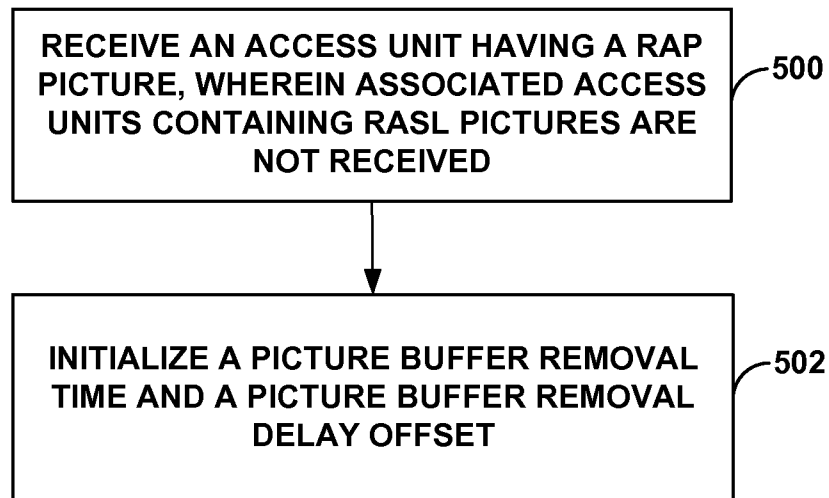 RECEIVE AN ACCESS UNIT HAVING A RAP
PICTURE, WHEREIN ASSOCIATED ACCESS
UNITS CONTAINING RASL PICTURES ARE
NOT RECEIVED
500
INITIALIZE A PICTURE BUFFER REMOVAL
TIME AND A PICTURE BUFFER REMOVAL
DELAY OFFSET
502